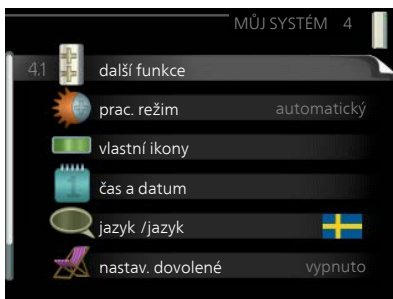 MŮJ SYSTÉM 4
4.1 další funkce
prac. režim automatický
vlastní ikony
čas a datum
jazyk /jazyk
nastav. dovolené vypnuto